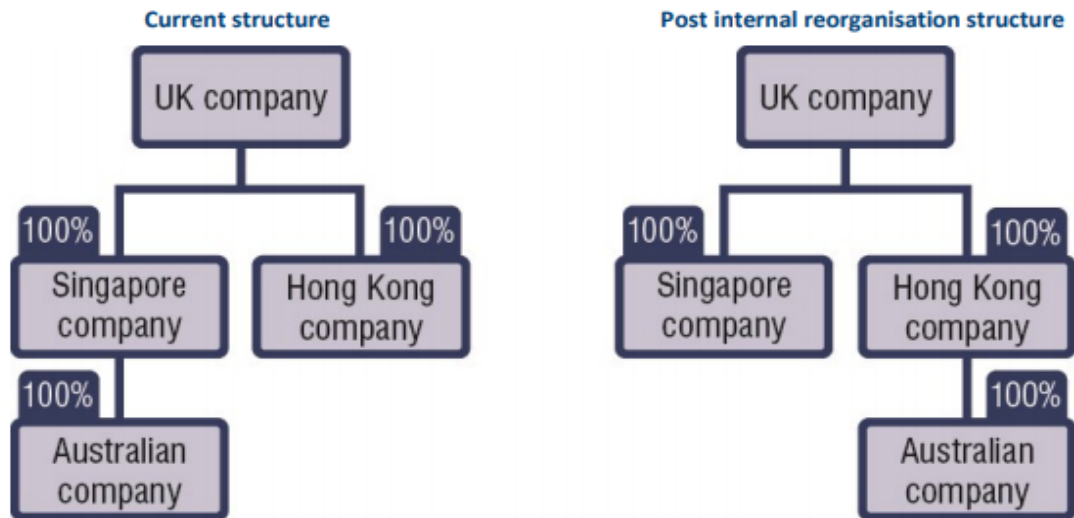 Current structure
UK company
100%
100%
Singapore
company
Hong Kong
company
100%
Australian
company
Post internal reorganisation structure
UK company
100%
100%
Singapore
company
Hong Kong
company
100%
Australian
company